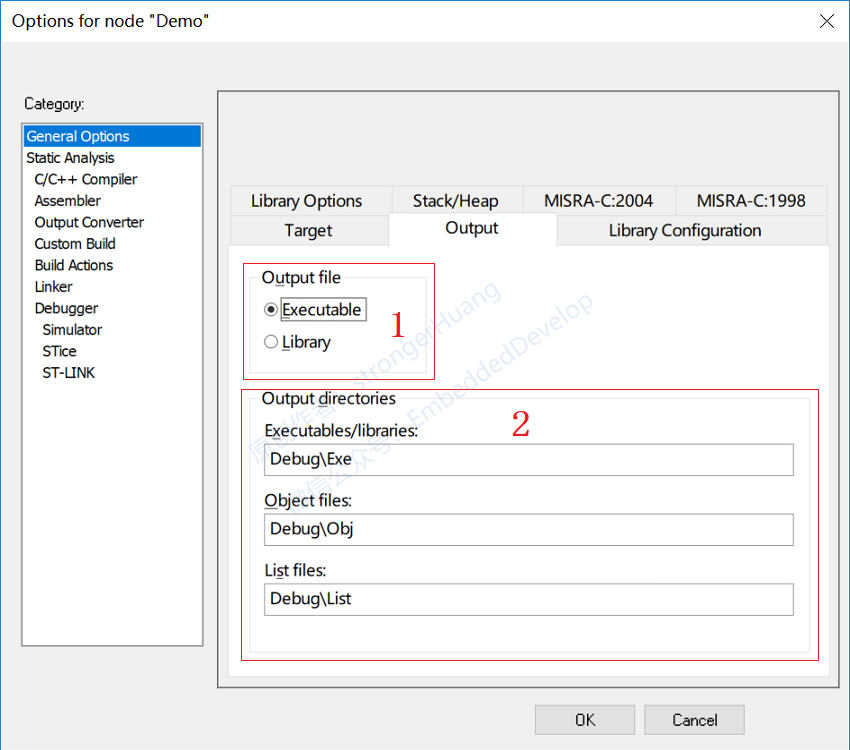 Options for node "Demo"
Category:
General Options
Static Analysis
C/C++ Compiler
Assembler
Output Converter
Custom Build
Build Actions
Linker
Debugger
Simulator
STice
ST-LINK
Library Options
Stack/Heap
MISRA-C:2004
MISRA-C:1998
Target
Output
Library Configuration
Output file
Executable
Library
1
Output directories
2
Executables/libraries:
Debug\Exe
Object files:
Debug\Obj
List files:
Debug\List
原创作者：strongerHuang
微信公众号：EmbeddedDevelop
OK
Cancel